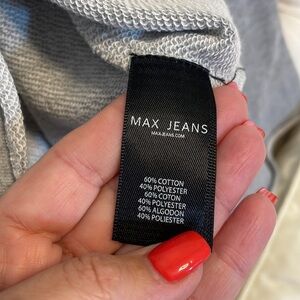 MAX JEANS
MAXJEANS.COM
60% COTTON
40% POLYESTER
60% COTON
40% POLYESTER
60% ALGODON
40% POLIESTER